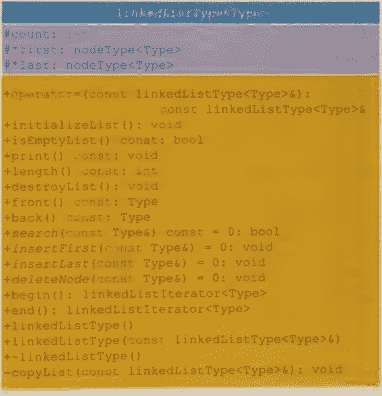 linkedListType<Type>
#count: int
#*first: nodeType<Type>
#*last: nodeType<Type>
+operator=(const linkedListType<Type>&):
const linkedListType<Type>&
+initializeList(): void
+isEmptyList() const: bool
+print() const: void
+length() const: int
+destroyList(): void
+front() const: Type
+back() const: Type
+search(const Type&) const = 0: bool
+insertFirst(const Type&) = 0: void
+insertLast(const Type&) = 0: void
+deleteNode(const Type&) = 0: void
+begin(): linkedListIterator<Type>
+end(): linkedListIterator<Type>
+linkedListType()
+linkedListType(const linkedListType<Type>&)
+~linkedListType()
-copyList(const linkedListType<Type>&): void